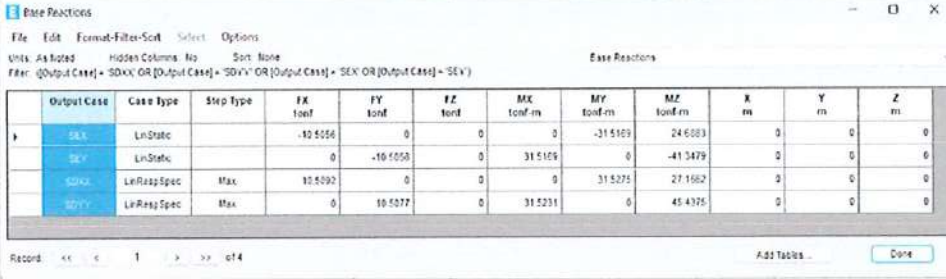 Base Reactions
File Edit Format-Filter-Sort Select Options
Units: As Noted Hidden Columns: No Sort: None Base Reactions
Filter: ([Output Case] = 'SDXX' OR [Output Case] = 'SDYY' OR [Output Case] = 'SEX' OR [Output Case] = 'SEY')
Output Case Case Type Step Type FX FY FZ MX MY MZ X Y Z
tonf tonf tonf tonf-m tonf-m tonf-m m m m
SEX LinStatic -10.5056 0 0 0 -31.5169 24.6883 0 0 0
SEY LinStatic 0 -10.5056 0 31.5169 0 -41.3479 0 0 0
SDXX LinRespSpec Max 10.5092 0 0 0 31.5275 27.1662 0 0 0
SDYY LinRespSpec Max 0 10.5077 0 31.5231 0 45.4375 0 0 0
Record: << < 1 > >> of 4 Add Tables... Done